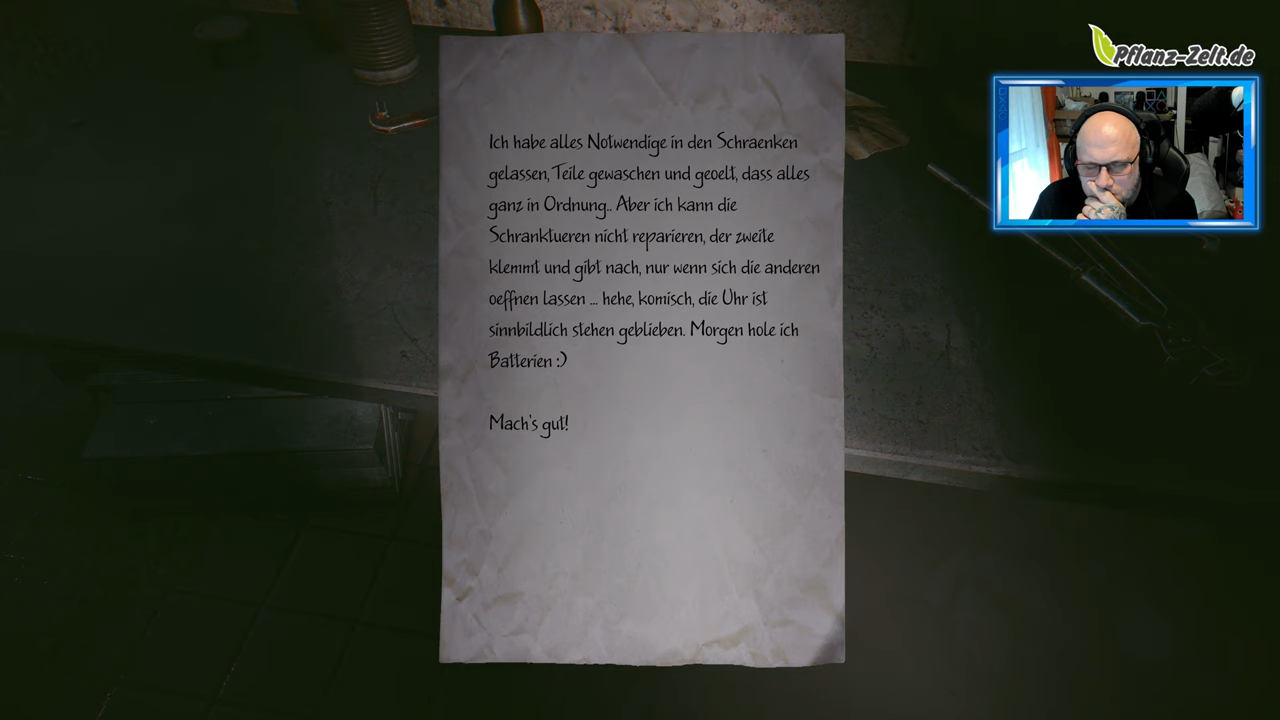 Pflanz-Zelt.de
Ich habe alles Notwendige in den Schraenken
gelassen, Teile gewaschen und geoelt, dass alles
ganz in Ordnung.. Aber ich kann die
Schranktueren nicht reparieren, der zweite
klemmt und gibt nach, nur wenn sich die anderen
oeffnen lassen ... hehe, komisch, die Uhr ist
sinnbildlich stehen geblieben. Morgen hole ich
Batterien :)
Mach's gut!